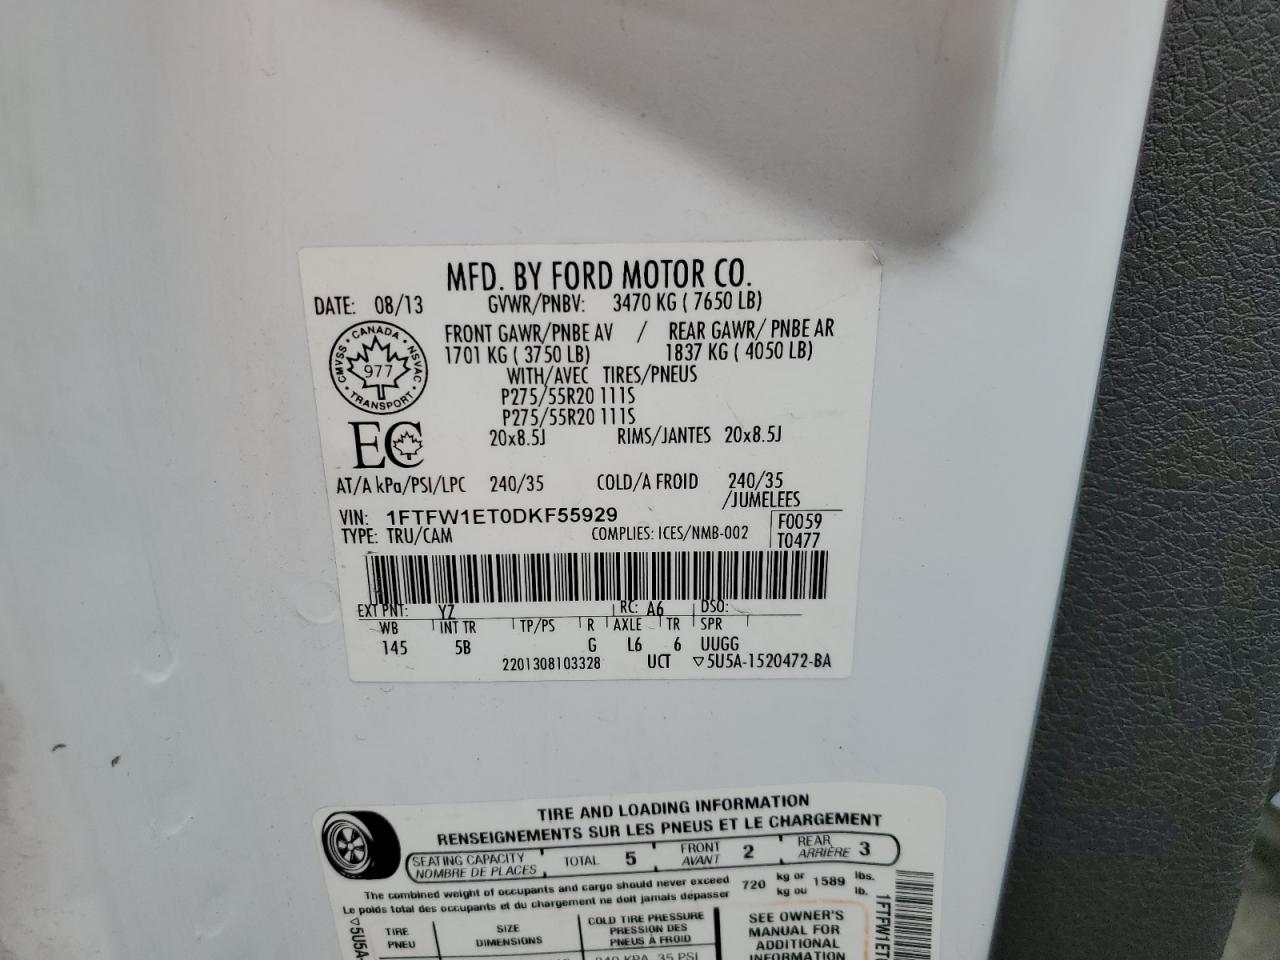 MFD. BY FORD MOTOR CO.
DATE: 08/13
GVWR/PNBV: 3470 KG ( 7650 LB)
FRONT GAWR/PNBE AV / REAR GAWR/ PNBE AR
1701 KG ( 3750 LB) 1837 KG ( 4050 LB)
WITH/AVEC TIRES/PNEUS
P275/55R20 111S
P275/55R20 111S
20x8.5J RIMS/JANTES 20x8.5J
CMVSS • CANADA • NSVAC • TRANSPORT •
977
EC
AT/A kPa/PSI/LPC 240/35 COLD/A FROID 240/35
/JUMELEES
VIN: 1FTFW1ET0DKF55929
TYPE: TRU/CAM COMPLIES: ICES/NMB-002
F0059
T0477
EXT PNT: YZ RC: A6 DSO:
WB INT TR TP/PS R AXLE TR SPR
145 5B G L6 6 UUGG
2201308103328 UCT ▽5U5A-1520472-BA
TIRE AND LOADING INFORMATION
RENSEIGNEMENTS SUR LES PNEUS ET LE CHARGEMENT
SEATING CAPACITY
NOMBRE DE PLACES
TOTAL 5
FRONT
AVANT
2
REAR
ARRIÈRE
3
The combined weight of occupants and cargo should never exceed
Le poids total des occupants et du chargement ne doit jamais dépasser
720 kg or 1589 lbs.
kg ou lb.
TIRE
PNEU
SIZE
DIMENSIONS
COLD TIRE PRESSURE
PRESSION DES
PNEUS À FROID
240 KPA, 35 PSI
SEE OWNER'S
MANUAL FOR
ADDITIONAL
INFORMATION
▽5U5A-
1FTFW1ET